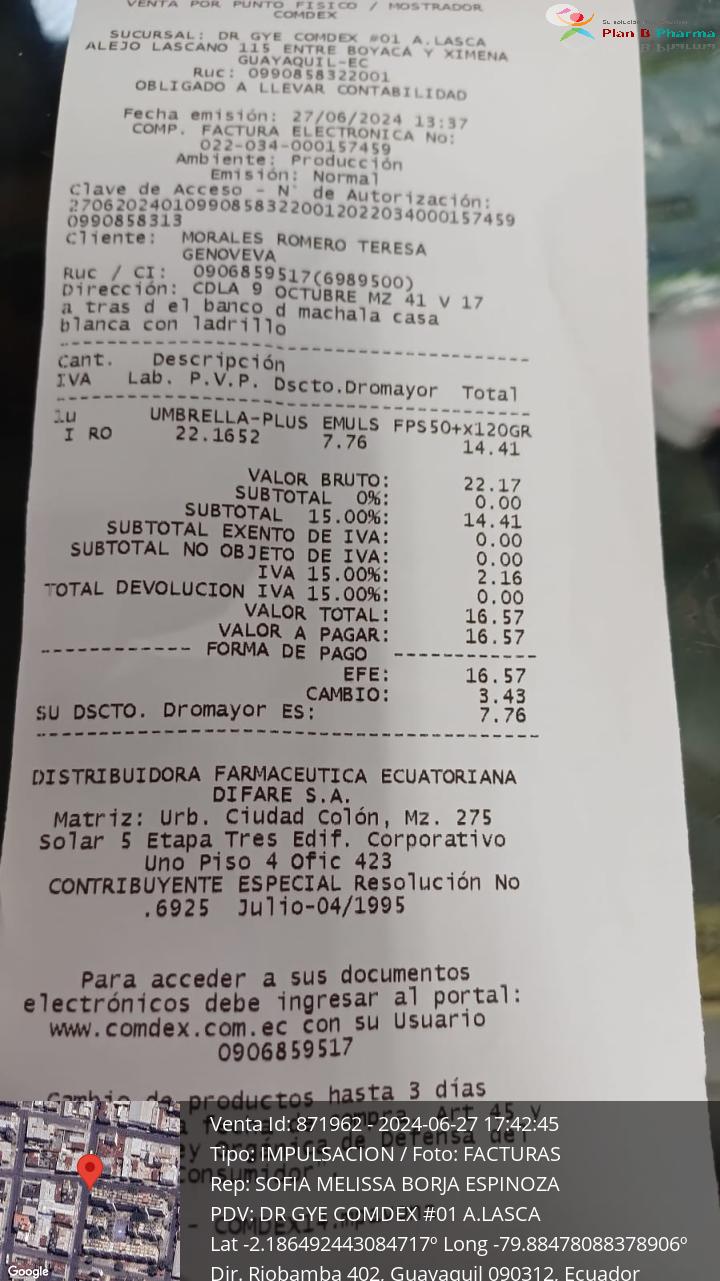 VENTA POR PUNTO FISICO / MOSTRADOR
COMDEX
SUCURSAL: DR GYE COMDEX #01 A.LASCA
ALEJO LASCANO 115 ENTRE BOYACA Y XIMENA
GUAYAQUIL-EC
Ruc: 0990858322001
OBLIGADO A LLEVAR CONTABILIDAD
Fecha emisión: 27/06/2024 13:37
COMP. FACTURA ELECTRONICA No:
022-034-000157459
Ambiente: Producción
Emisión: Normal
Clave de Acceso - N° de Autorización:
270620240109908583220012022034000157459
0990858313
Cliente: MORALES ROMERO TERESA
GENOVEVA
Ruc / CI: 0906859517(6989500)
Dirección: CDLA 9 OCTUBRE MZ 41 V 17
a tras d el banco d machala casa
blanca con ladrillo
Cant. Descripción
IVA Lab. P.V.P. Dscto.Dromayor Total
1u UMBRELLA-PLUS EMULS FPS50+X120GR
I RO 22.1652 7.76 14.41
VALOR BRUTO: 22.17
SUBTOTAL 0%: 0.00
SUBTOTAL 15.00%: 14.41
SUBTOTAL EXENTO DE IVA: 0.00
SUBTOTAL NO OBJETO DE IVA: 0.00
IVA 15.00%: 2.16
TOTAL DEVOLUCION IVA 15.00%: 0.00
VALOR TOTAL: 16.57
VALOR A PAGAR: 16.57
------------ FORMA DE PAGO ------------
EFE: 16.57
CAMBIO: 3.43
SU DSCTO. Dromayor ES: 7.76
DISTRIBUIDORA FARMACEUTICA ECUATORIANA
DIFARE S.A.
Matriz: Urb. Ciudad Colón, Mz. 275
Solar 5 Etapa Tres Edif. Corporativo
Uno Piso 4 Ofic 423
CONTRIBUYENTE ESPECIAL Resolución No
.6925 Julio-04/1995
Para acceder a sus documentos
electrónicos debe ingresar al portal:
www.comdex.com.ec con su Usuario
0906859517
Cambio de productos hasta 3 días
Plan B Pharma
Venta Id: 871962 - 2024-06-27 17:42:45
Tipo: IMPULSACION / Foto: FACTURAS
Rep: SOFIA MELISSA BORJA ESPINOZA
PDV: DR GYE COMDEX #01 A.LASCA
Lat -2.186492443084717º Long -79.88478088378906º
Dir. Riobamba 402, Guayaquil 090312, Ecuador
Google